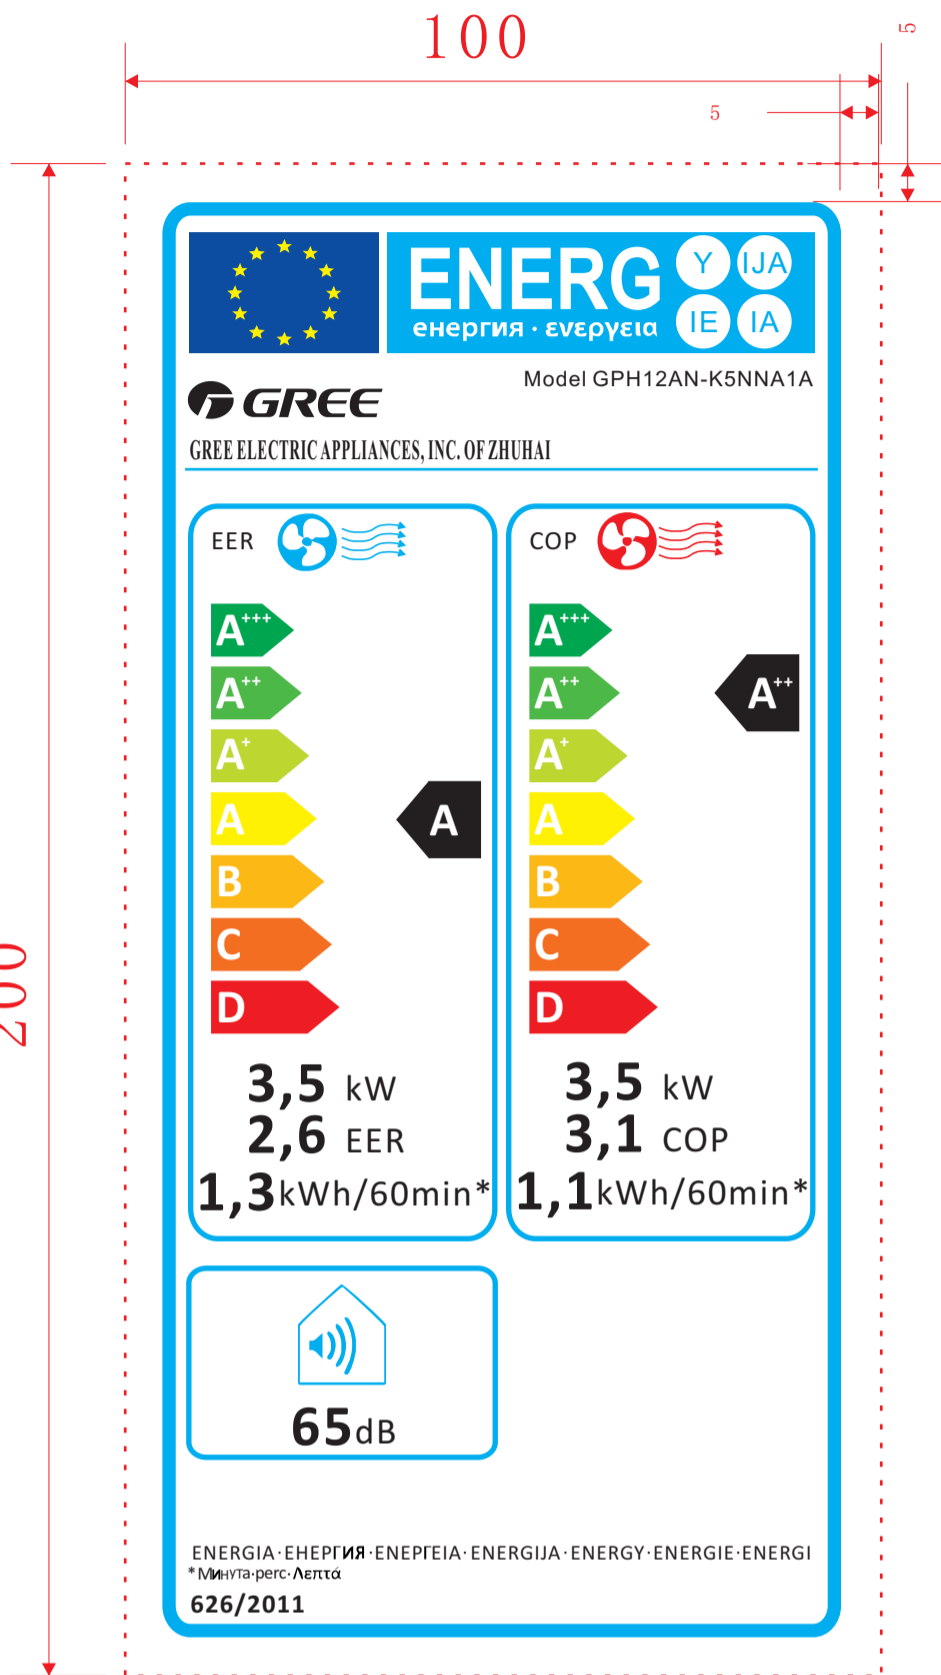 100
5
5
200
ENERG
Y
IJA
IE
IA
енергия · ενεργεια
Model GPH12AN-K5NNA1A
GREE
GREE ELECTRIC APPLIANCES, INC. OF ZHUHAI
EER
A+++
A++
A+
A
B
C
D
A
3,5 kW
2,6 EER
1,3kWh/60min*
COP
A+++
A++
A+
A
B
C
D
A++
3,5 kW
3,1 COP
1,1kWh/60min*
65dB
ENERGIA·ЕНЕРГИЯ·ΕΝΕΡΓΕΙΑ·ENERGIJA·ENERGY·ENERGIE·ENERGI
*Минута·perc·Λεπτά
626/2011